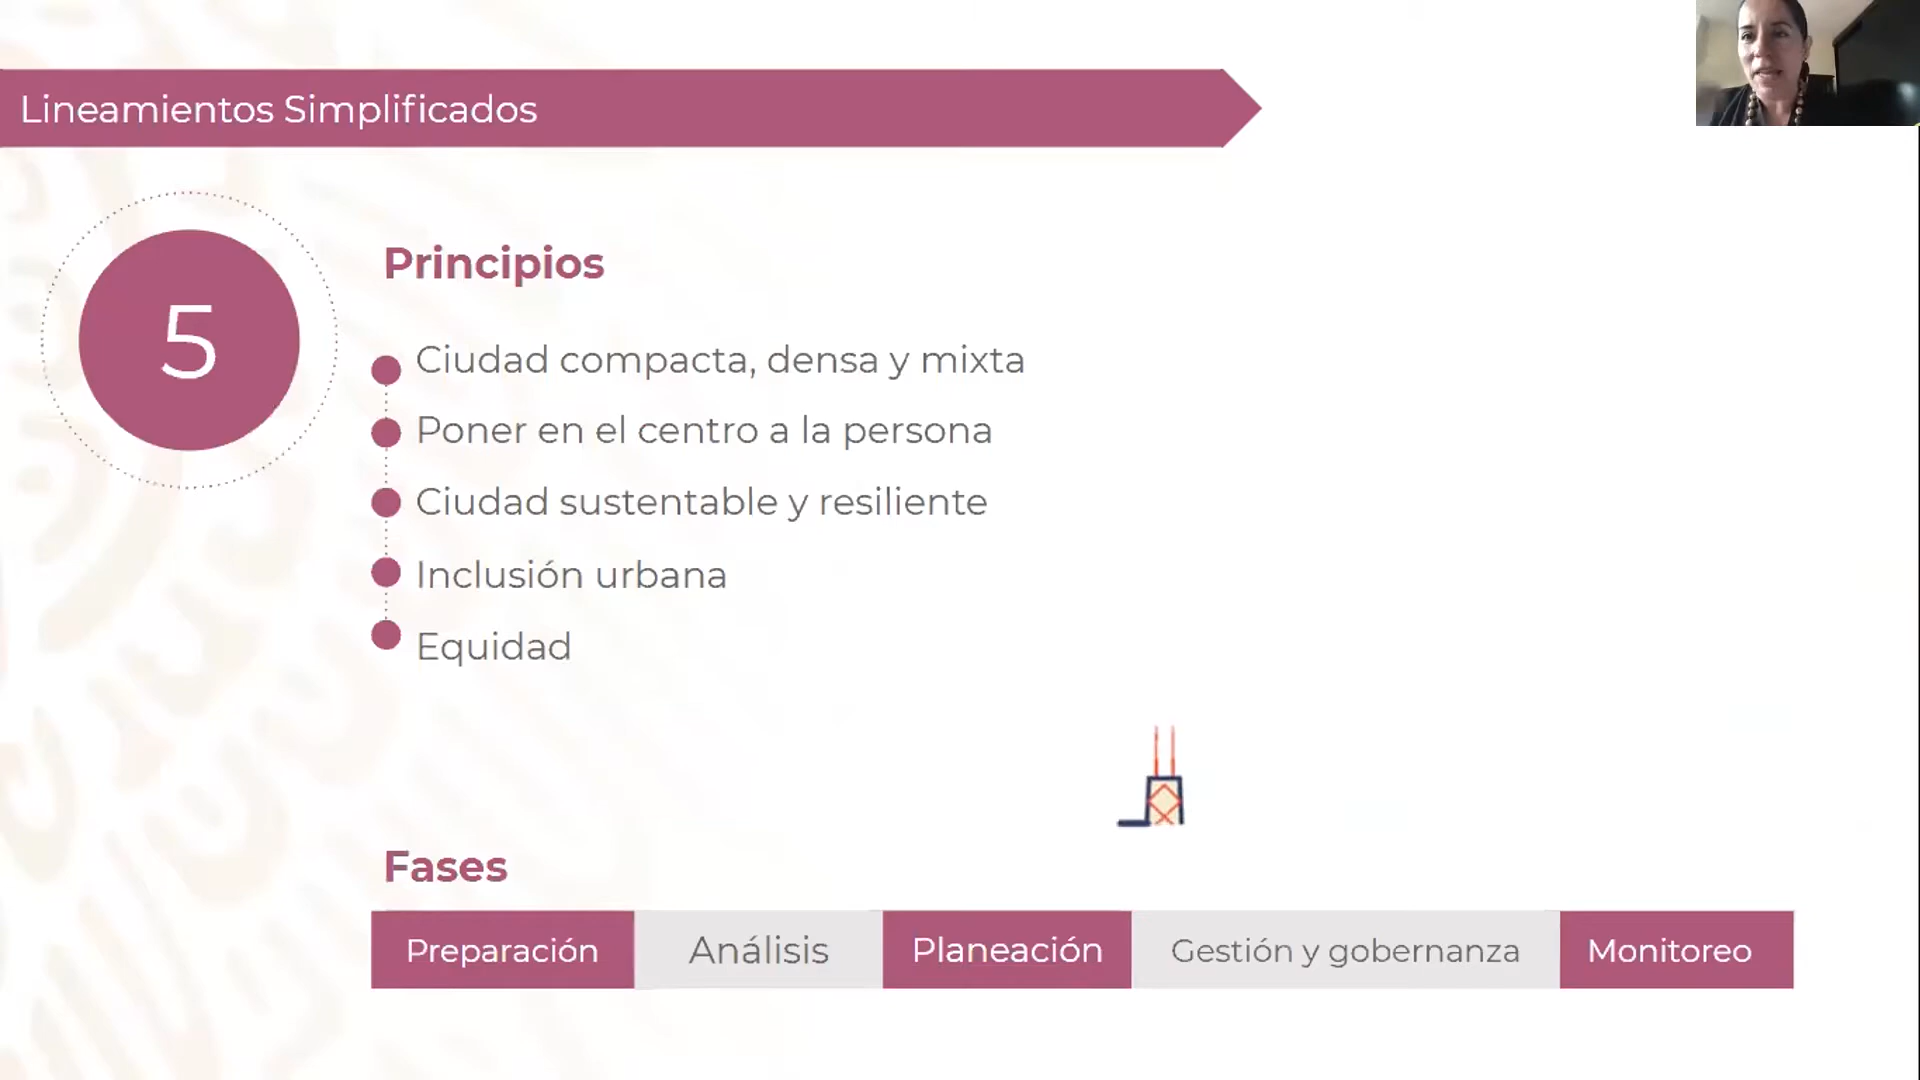 Lineamientos Simplificados
5
Principios
Ciudad compacta, densa y mixta
Poner en el centro a la persona
Ciudad sustentable y resiliente
Inclusión urbana
Equidad
Fases
Preparación
Análisis
Planeación
Gestión y gobernanza
Monitoreo